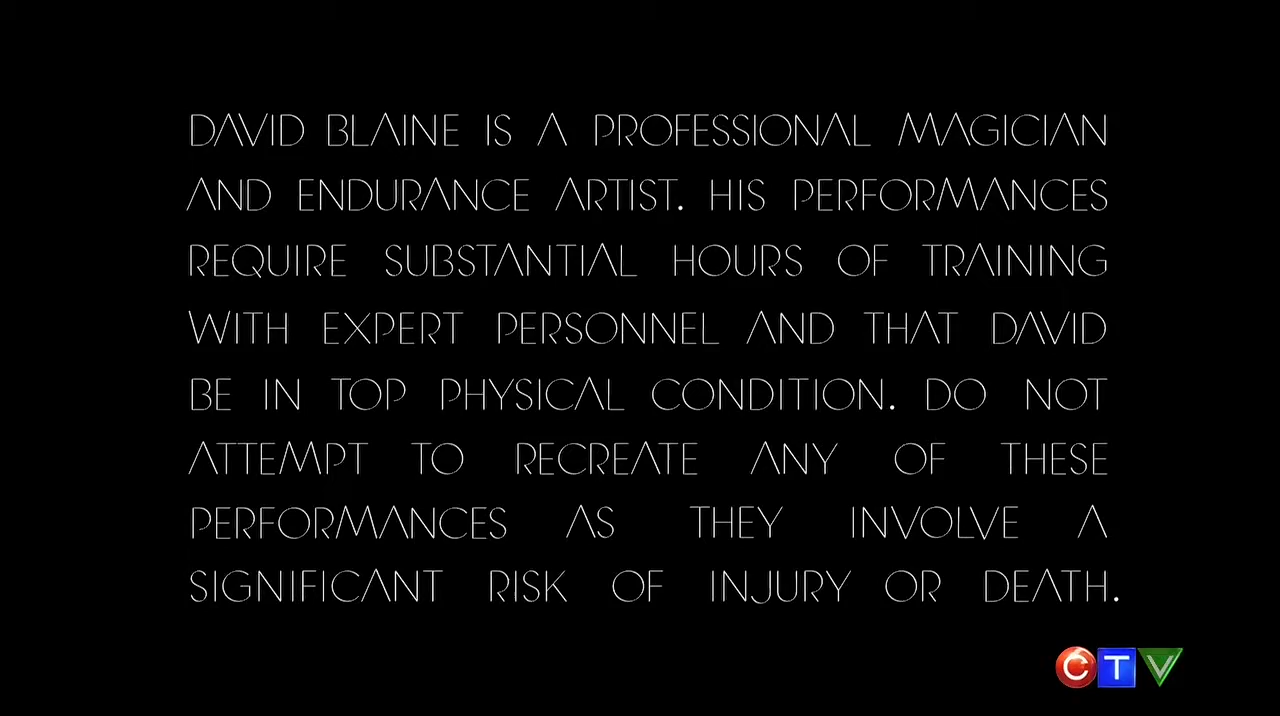 DAVID BLAINE IS A PROFESSIONAL MAGICIAN
AND ENDURANCE ARTIST. HIS PERFORMANCES
REQUIRE SUBSTANTIAL HOURS OF TRAINING
WITH EXPERT PERSONNEL AND THAT DAVID
BE IN TOP PHYSICAL CONDITION. DO NOT
ATTEMPT TO RECREATE ANY OF THESE
PERFORMANCES AS THEY INVOLVE A
SIGNIFICANT RISK OF INJURY OR DEATH.
CTV